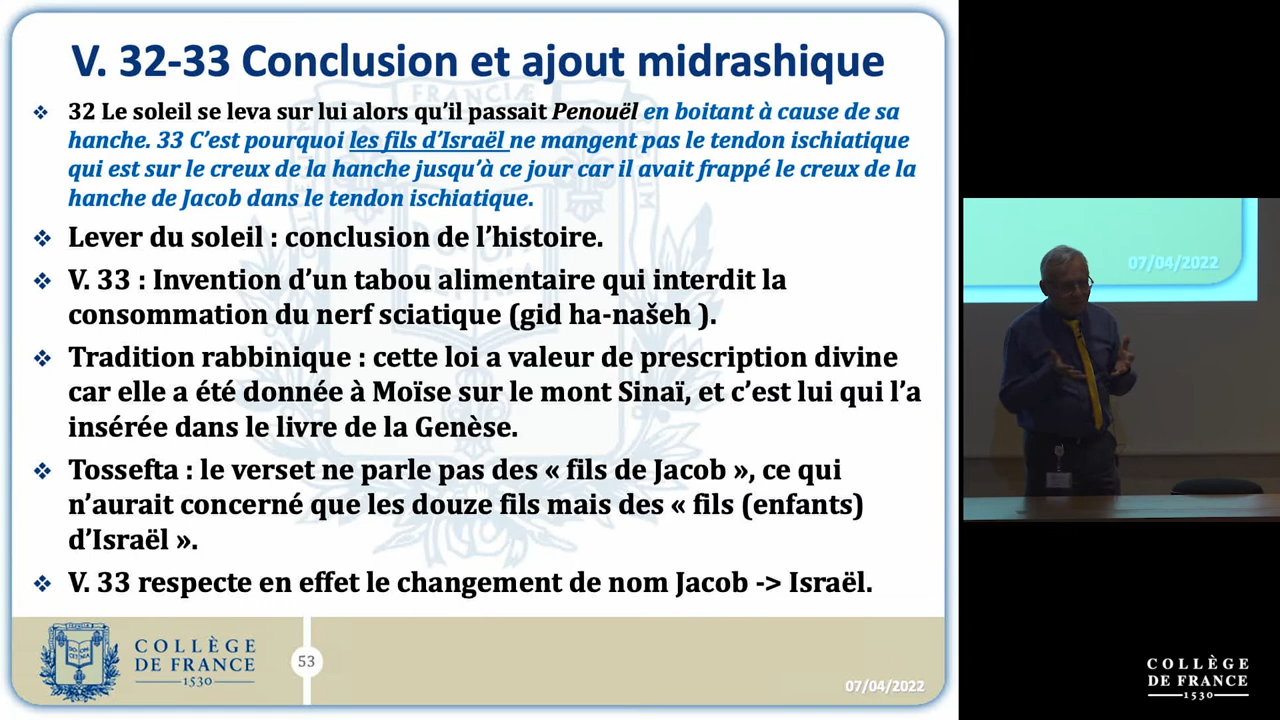 V. 32-33 Conclusion et ajout midrashique
❖ 32 Le soleil se leva sur lui alors qu’il passait Penouël en boitant à cause de sa
hanche. 33 C’est pourquoi les fils d’Israël ne mangent pas le tendon ischiatique
qui est sur le creux de la hanche jusqu’à ce jour car il avait frappé le creux de la
hanche de Jacob dans le tendon ischiatique.
❖ Lever du soleil : conclusion de l’histoire.
❖ V. 33 : Invention d’un tabou alimentaire qui interdit la
consommation du nerf sciatique (gid ha-našeh ).
❖ Tradition rabbinique : cette loi a valeur de prescription divine
car elle a été donnée à Moïse sur le mont Sinaï, et c’est lui qui l’a
insérée dans le livre de la Genèse.
❖ Tossefta : le verset ne parle pas des « fils de Jacob », ce qui
n’aurait concerné que les douze fils mais des « fils (enfants)
d’Israël ».
❖ V. 33 respecte en effet le changement de nom Jacob -> Israël.
COLLÈGE
DE FRANCE
1530
53
07/04/2022
07/04/2022
COLLÈGE
DE FRANCE
1530